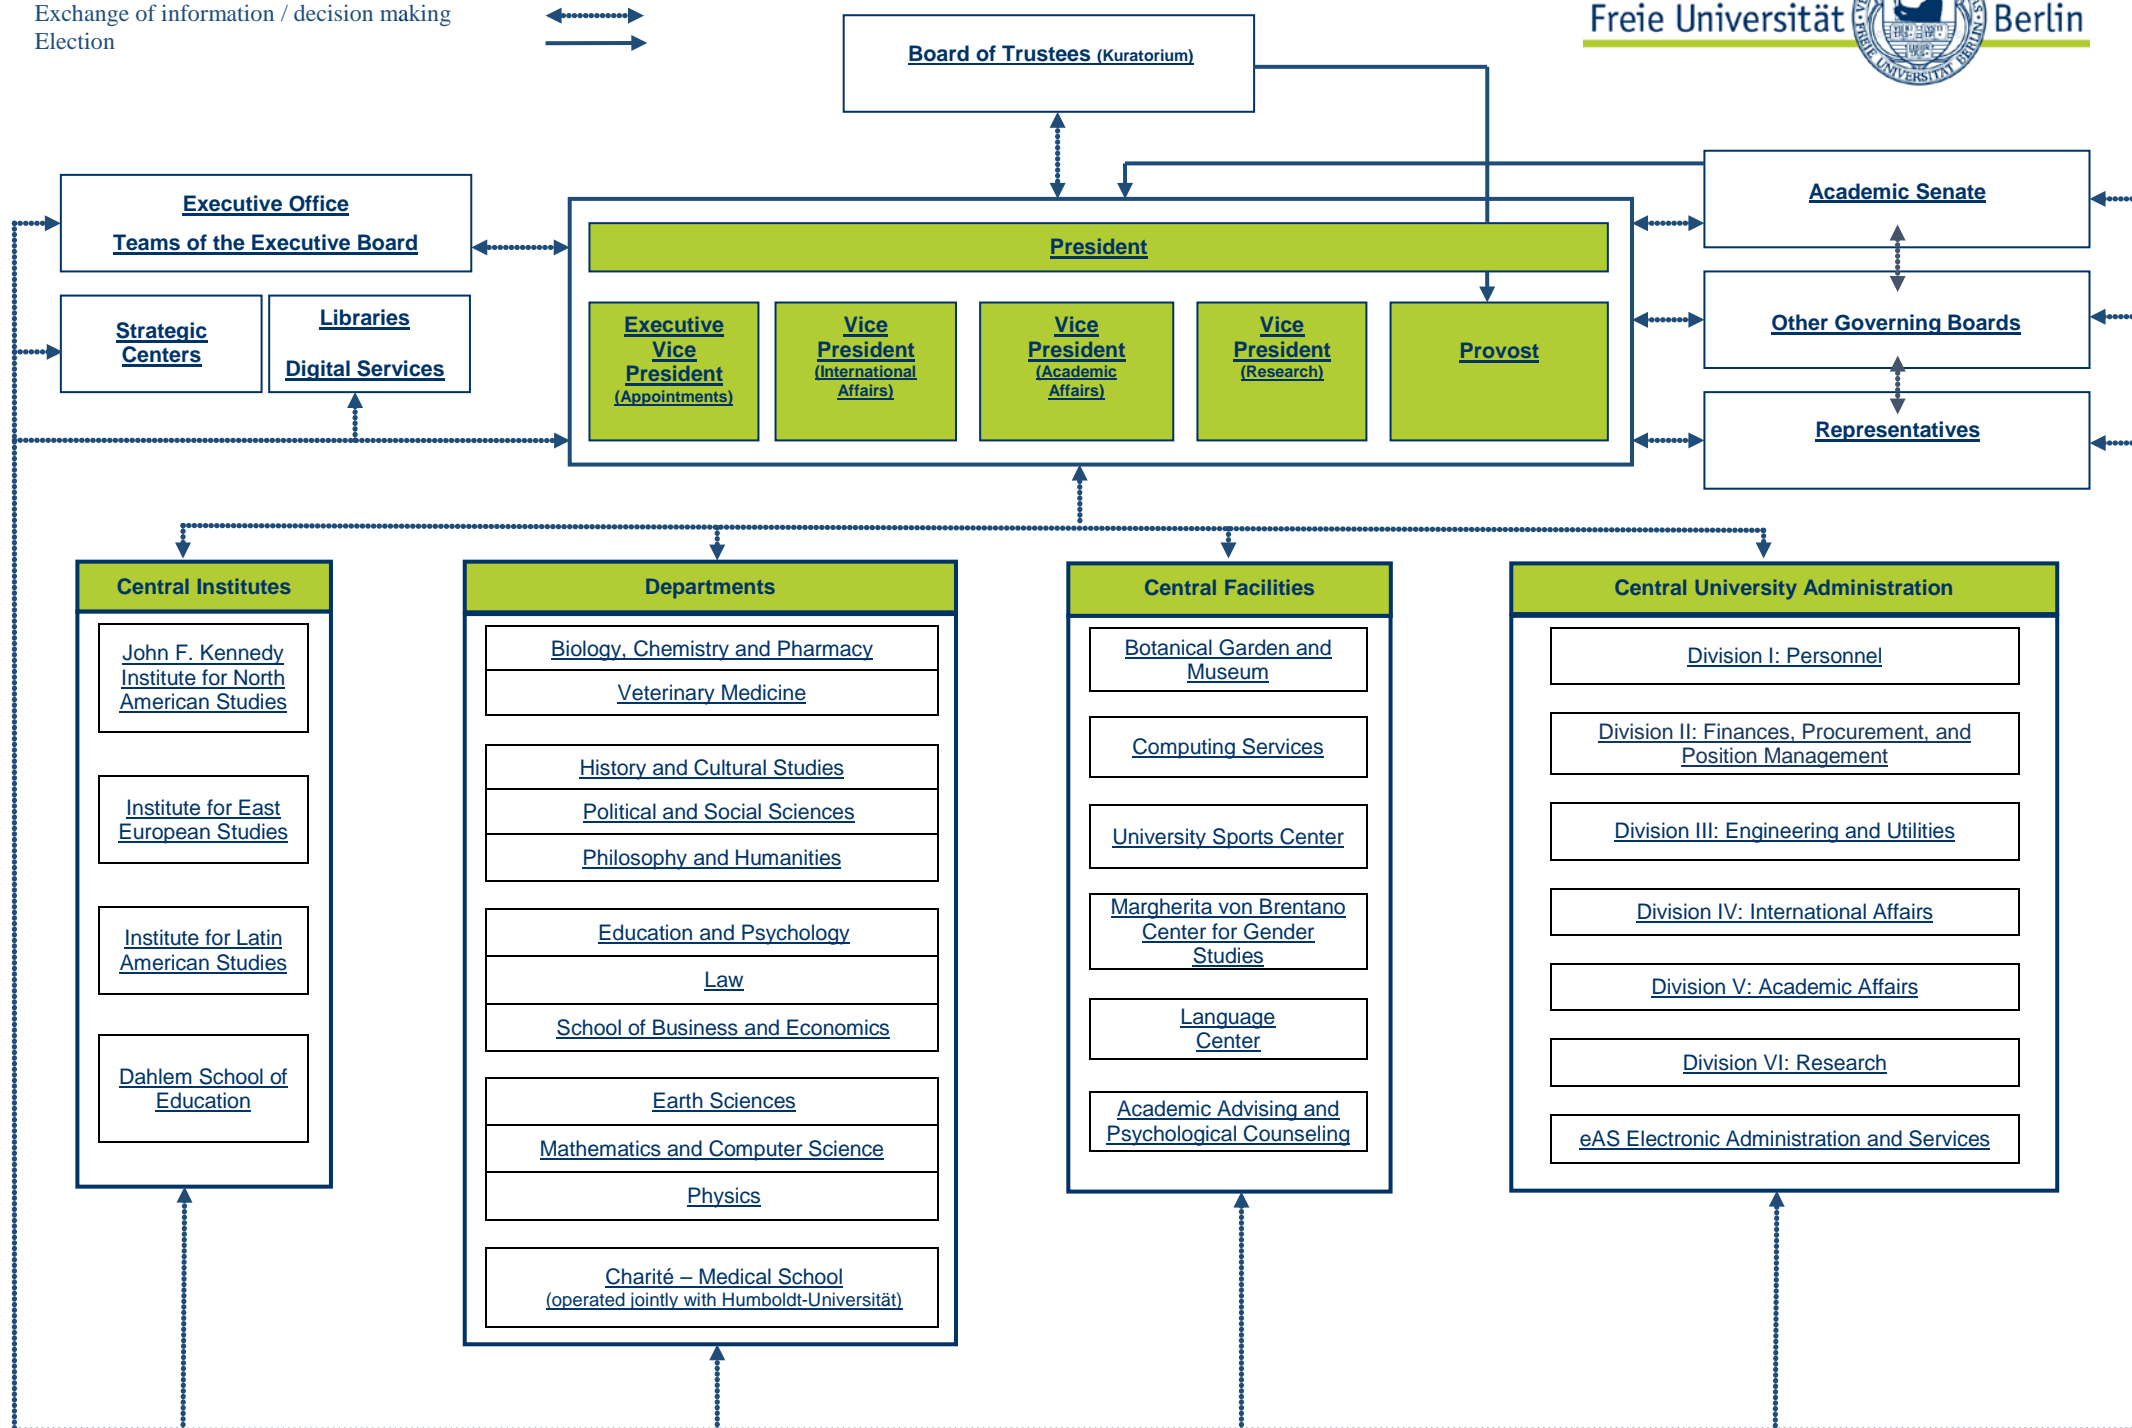 Exchange of information / decision making
Election
Freie Universität Berlin
Board of Trustees (Kuratorium)
Executive Office
Teams of the Executive Board
Academic Senate
President
Strategic
Centers
Libraries
Digital Services
Executive
Vice
President
(Appointments)
Vice
President
(International
Affairs)
Vice
President
(Academic
Affairs)
Vice
President
(Research)
Provost
Other Governing Boards
Representatives
Central Institutes
John F. Kennedy
Institute for North
American Studies
Institute for East
European Studies
Institute for Latin
American Studies
Dahlem School of
Education
Departments
Biology, Chemistry and Pharmacy
Veterinary Medicine
History and Cultural Studies
Political and Social Sciences
Philosophy and Humanities
Education and Psychology
Law
School of Business and Economics
Earth Sciences
Mathematics and Computer Science
Physics
Charité – Medical School
(operated jointly with Humboldt-Universität)
Central Facilities
Botanical Garden and
Museum
Computing Services
University Sports Center
Margherita von Brentano
Center for Gender
Studies
Language
Center
Academic Advising and
Psychological Counseling
Central University Administration
Division I: Personnel
Division II: Finances, Procurement, and
Position Management
Division III: Engineering and Utilities
Division IV: International Affairs
Division V: Academic Affairs
Division VI: Research
eAS Electronic Administration and Services